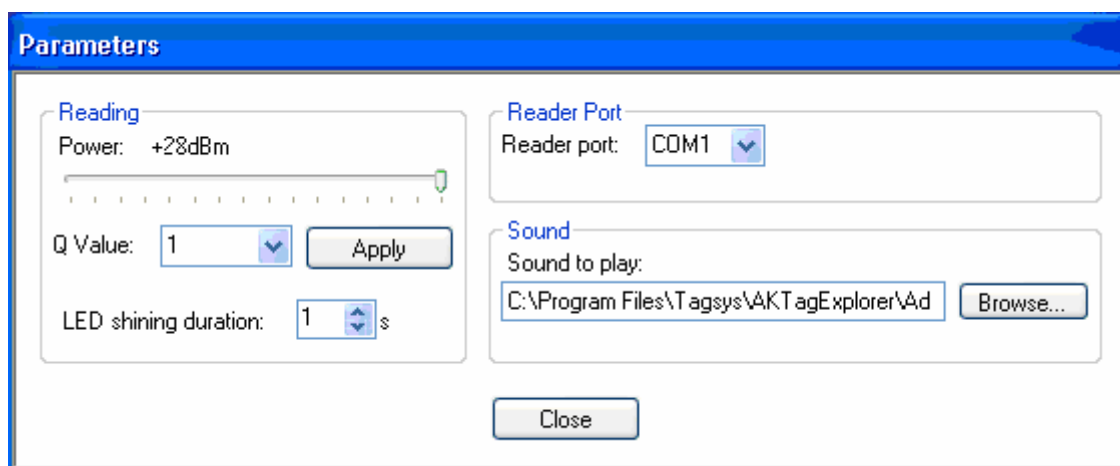 Parameters
Reading
Power: +28dBm
Q Value: 1 Apply
LED shining duration: 1 s
Reader Port
Reader port: COM1
Sound
Sound to play:
C:\Program Files\Tagsys\AKTagExplorer\Ad Browse...
Close